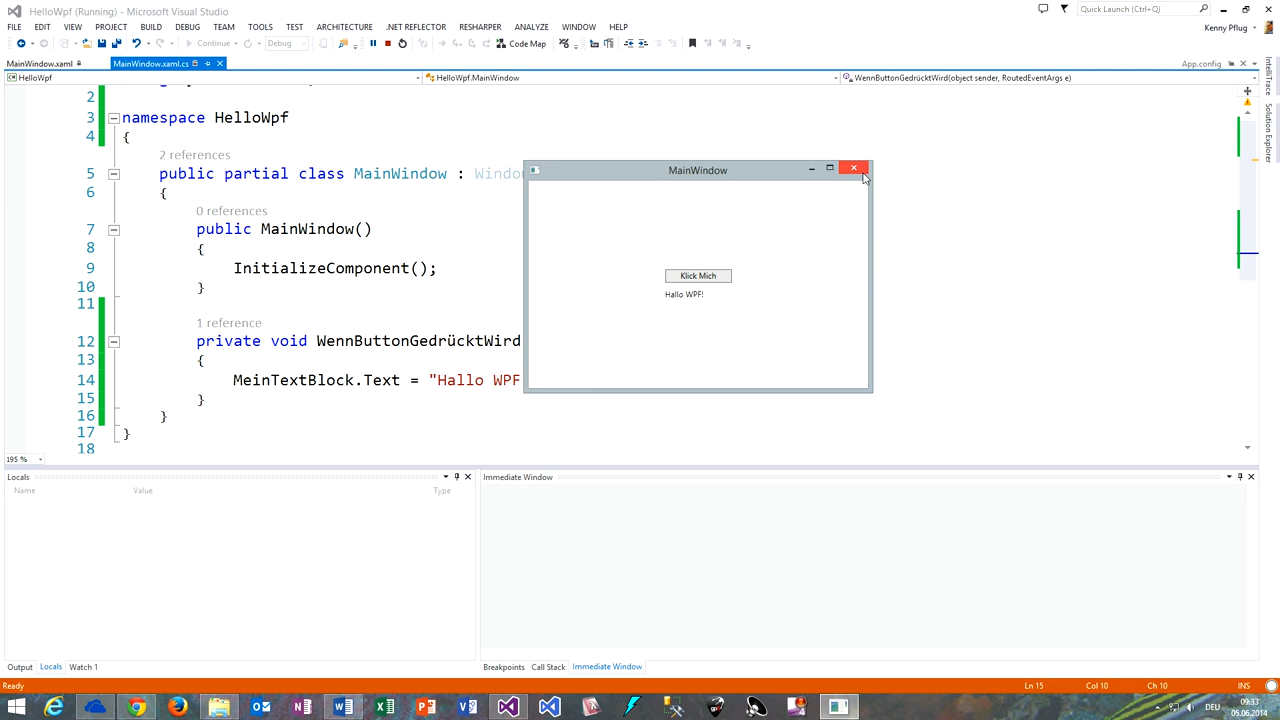 HelloWpf (Running) - Microsoft Visual Studio
Quick Launch (Ctrl+Q)
FILE EDIT VIEW PROJECT BUILD DEBUG TEAM TOOLS TEST ARCHITECTURE .NET REFLECTOR RESHARPER ANALYZE WINDOW HELP
Kenny Pflug
Continue Debug Code Map
MainWindow.xaml MainWindow.xaml.cs App.config
HelloWpf HelloWpf.MainWindow WennButtonGedrücktWird(object sender, RoutedEventArgs e)
IntelliTrace
Solution Explorer
2
3 namespace HelloWpf
4 {
2 references
5 public partial class MainWindow : Window
6 {
0 references
7 public MainWindow()
8 {
9 InitializeComponent();
10 }
11
1 reference
12 private void WennButtonGedrücktWird
13 {
14 MeinTextBlock.Text = "Hallo WPF
15 }
16 }
17 }
18
MainWindow
Klick Mich
Hallo WPF!
195 %
Locals
Name Value Type
Immediate Window
Output Locals Watch 1
Breakpoints Call Stack Immediate Window
Ready Ln 15 Col 10 Ch 10 INS
DEU
09:33
05.06.2014